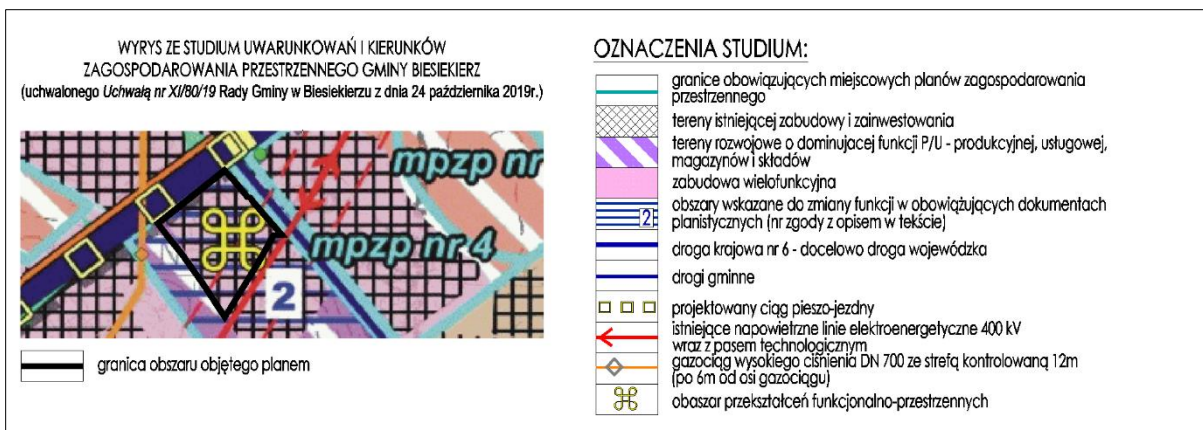 WYRYS ZE STUDIUM UWARUNKOWAŃ I KIERUNKÓW
ZAGOSPODAROWANIA PRZESTRZENNEGO GMINY BIESIEKIERZ
(uchwalonego Uchwałą nr XI/80/19 Rady Gminy w Biesiekierzu z dnia 24 października 2019r.)
mpzp nr
mpzp nr 4
2
granica obszaru objętego planem
OZNACZENIA STUDIUM:
granice obowiązujących miejscowych planów zagospodarowania
przestrzennego
tereny istniejącej zabudowy i zainwestowania
tereny rozwojowe o dominującej funkcji P/U - produkcyjnej, usługowej,
magazynów i składów
zabudowa wielofunkcyjna
2
obszary wskazane do zmiany funkcji w obowiążujących dokumentach
planistycznych (nr zgody z opisem w tekście)
droga krajowa nr 6 - docelowo droga wojewódzka
drogi gminne
projektowany ciąg pieszo-jezdny
istniejące napowietrzne linie elektroenergetyczne 400 kV
wraz z pasem technologicznym
gazociąg wysokiego ciśnienia DN 700 ze strefą kontrolowaną 12m
(po 6m od osi gazociągu)
obaszar przekształceń funkcjonalno-przestrzennych